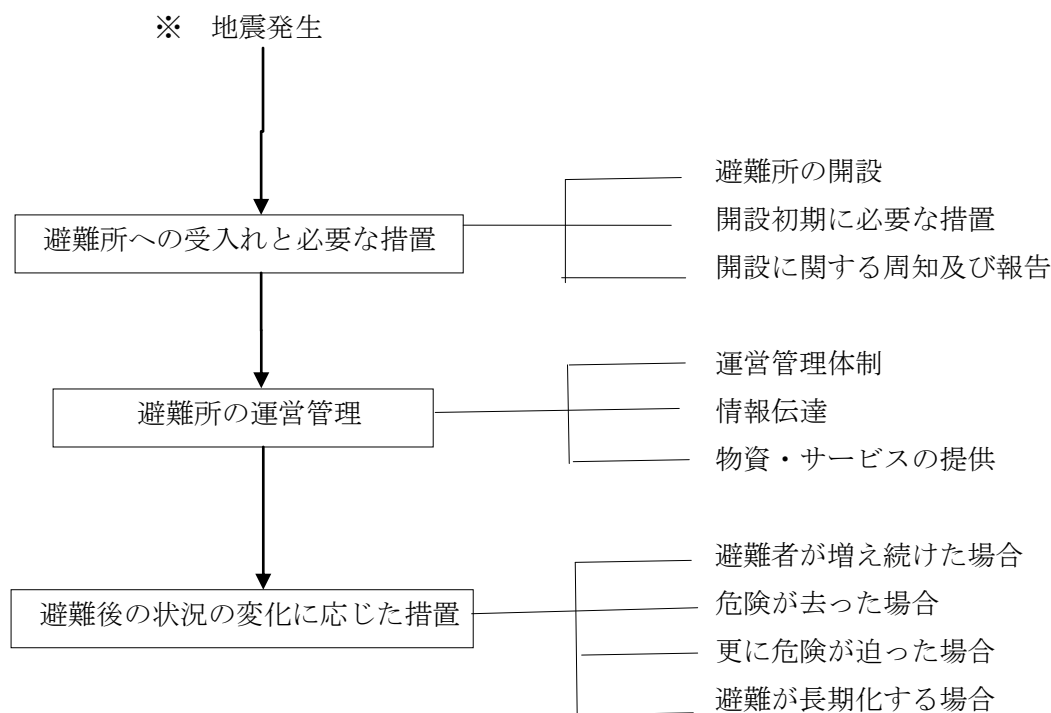 ※ 地震発生
避難所への受入れと必要な措置
避難所の開設
開設初期に必要な措置
開設に関する周知及び報告
避難所の運営管理
運営管理体制
情報伝達
物資・サービスの提供
避難後の状況の変化に応じた措置
避難者が増え続けた場合
危険が去った場合
更に危険が迫った場合
避難が長期化する場合